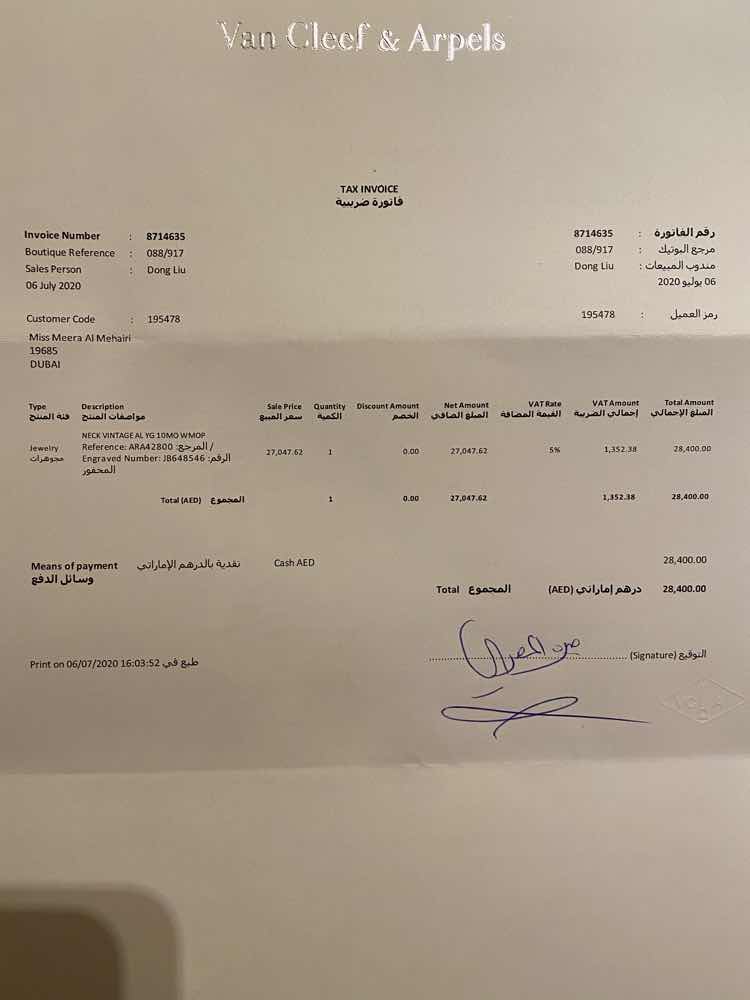 Van Cleef & Arpels
TAX INVOICE
فاتورة ضريبية
Invoice Number : 8714635
8714635 : رقم الفاتورة
Boutique Reference : 088/917
088/917 : مرجع البوتيك
Sales Person : Dong Liu
Dong Liu : مندوب المبيعات
06 July 2020
06 يوليو 2020
Customer Code : 195478
195478 : رمز العميل
Miss Meera Al Mehairi
19685
DUBAI
Type Description Sale Price Quantity Discount Amount Net Amount VAT Rate VAT Amount Total Amount
فئة المنتج مواصفات المنتج سعر المبيع الكمية الخصم المبلغ الصافي القيمة المضافة إجمالي الضريبة المبلغ الإجمالي
NECK VINTAGE AL YG 10MO WMOP
Jewelry Reference: ARA42800 :المرجع / 27,047.62 1 0.00 27,047.62 5% 1,352.38 28,400.00
مجوهرات Engraved Number: JB648546 :الرقم
المحفور
Total (AED) المجموع 1 0.00 27,047.62 1,352.38 28,400.00
Means of payment نقدية بالدرهم الإماراتي Cash AED 28,400.00
وسائل الدفع
Total المجموع (AED) درهم إماراتي 28,400.00
(Signature) التوقيع
Print on 06/07/2020 16:03:52 طبع في